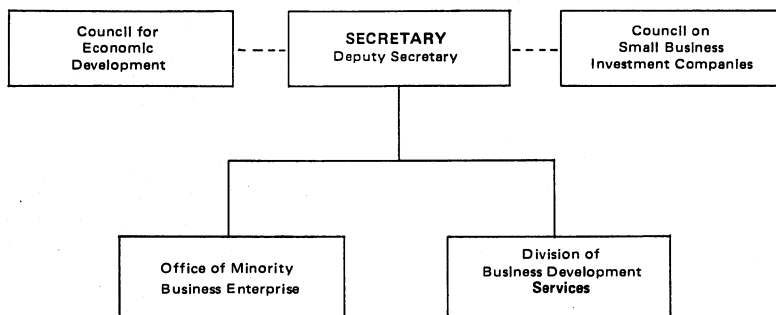 Council for
Economic
Development
SECRETARY
Deputy Secretary
Council on
Small Business
Investment Companies
Office of Minority
Business Enterprise
Division of
Business Development
Services